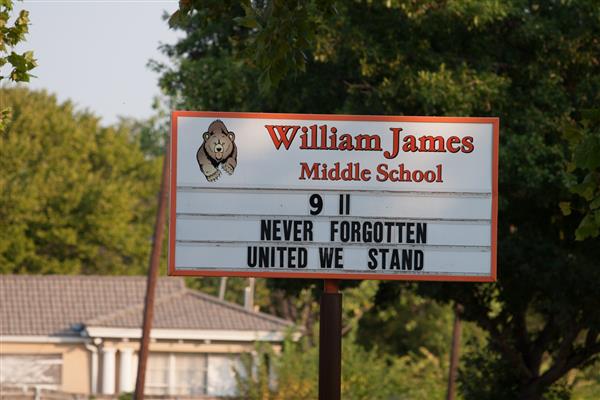 William James
Middle School
9 11
NEVER FORGOTTEN
UNITED WE STAND